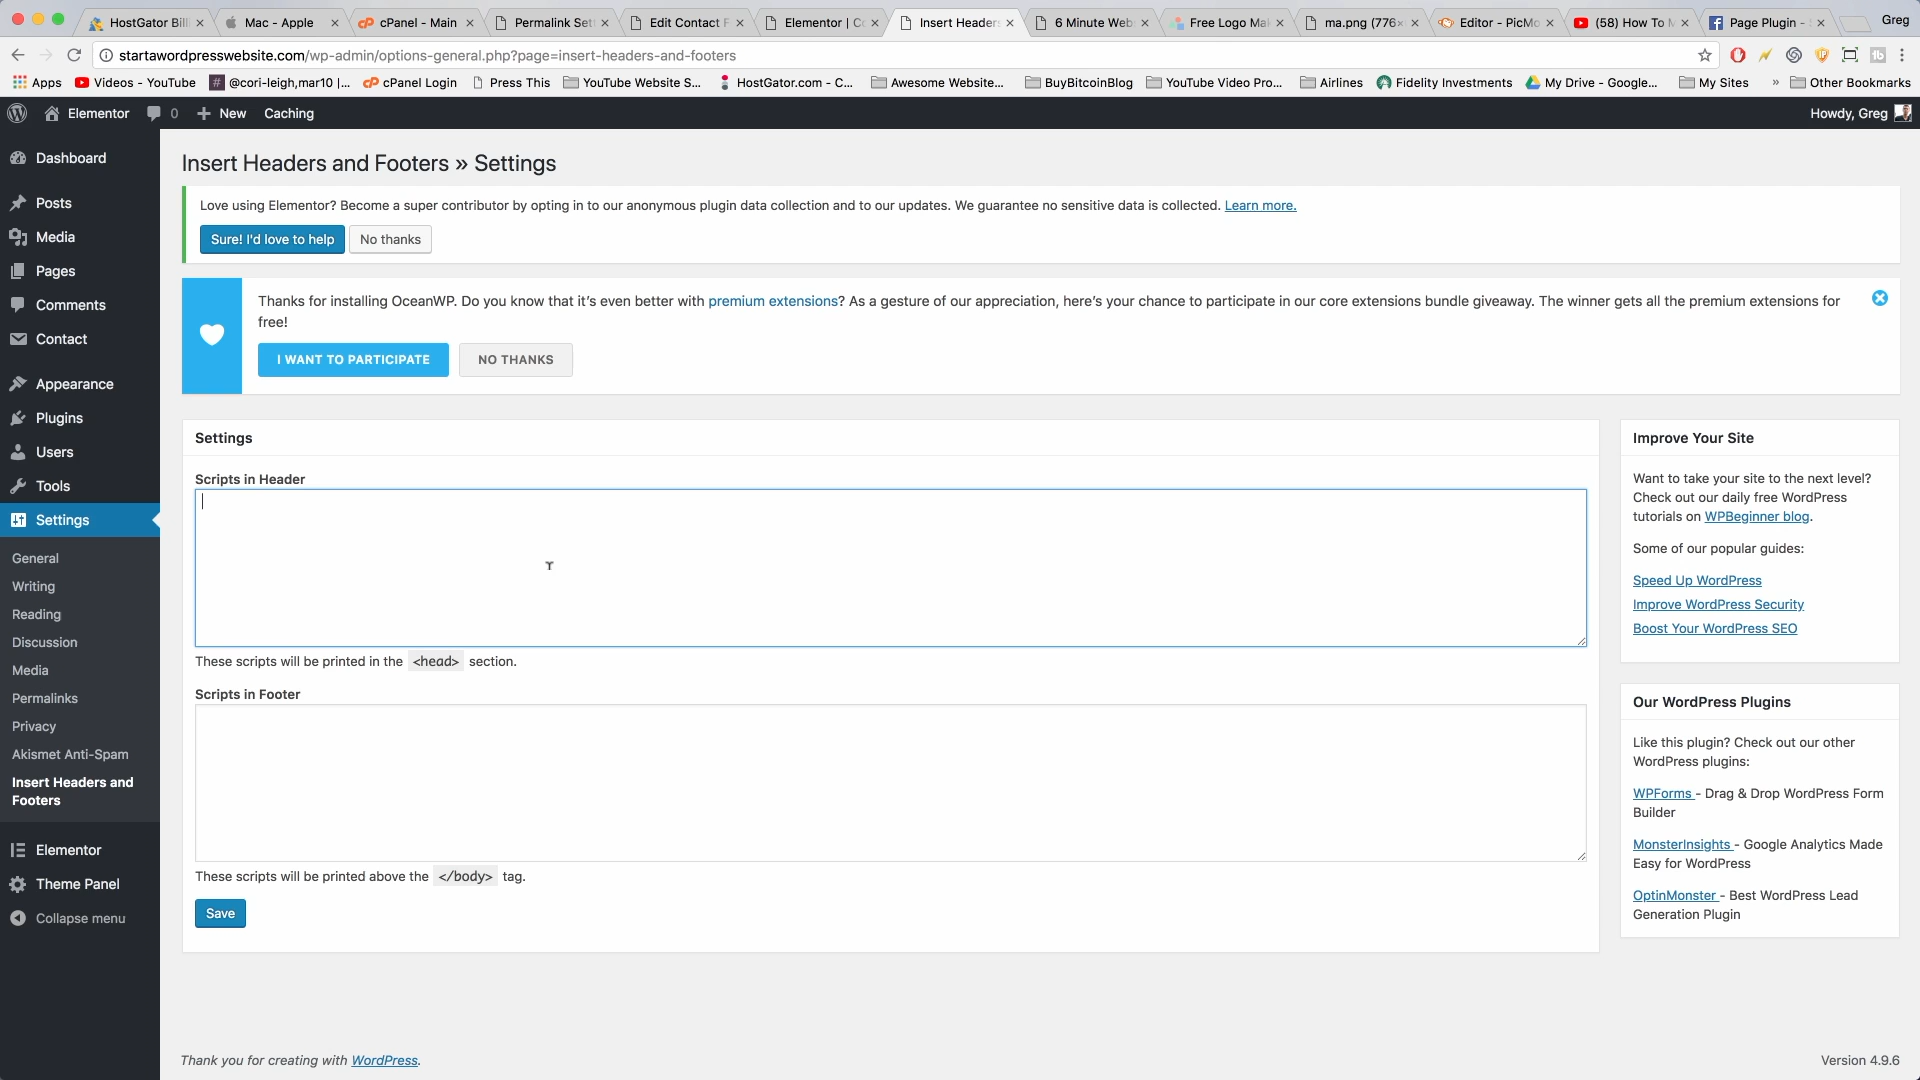 HostGator Bill
Mac - Apple
cPanel - Main
Permalink Set
Edit Contact F
Elementor | Co
Insert Headers
6 Minute Web
Free Logo Mak
ma.png (776×
Editor - PicMo
(58) How To M
Page Plugin -
Greg
startawordpresswebsite.com/wp-admin/options-general.php?page=insert-headers-and-footers
Apps
Videos - YouTube
@cori-leigh,mar10 |...
cPanel Login
Press This
YouTube Website S...
HostGator.com - C...
Awesome Website...
BuyBitcoinBlog
YouTube Video Pro...
Airlines
Fidelity Investments
My Drive - Google...
My Sites
»
Other Bookmarks
Elementor
0
New
Caching
Howdy, Greg
Dashboard
Posts
Media
Pages
Comments
Contact
Appearance
Plugins
Users
Tools
Settings
General
Writing
Reading
Discussion
Media
Permalinks
Privacy
Akismet Anti-Spam
Insert Headers and
Footers
Elementor
Theme Panel
Collapse menu
Insert Headers and Footers » Settings
Love using Elementor? Become a super contributor by opting in to our anonymous plugin data collection and to our updates. We guarantee no sensitive data is collected. Learn more.
Sure! I'd love to help
No thanks
Thanks for installing OceanWP. Do you know that it's even better with premium extensions? As a gesture of our appreciation, here's your chance to participate in our core extensions bundle giveaway. The winner gets all the premium extensions for
free!
I WANT TO PARTICIPATE
NO THANKS
Settings
Scripts in Header
These scripts will be printed in the <head> section.
Scripts in Footer
These scripts will be printed above the </body> tag.
Save
Improve Your Site
Want to take your site to the next level?
Check out our daily free WordPress
tutorials on WPBeginner blog.
Some of our popular guides:
Speed Up WordPress
Improve WordPress Security
Boost Your WordPress SEO
Our WordPress Plugins
Like this plugin? Check out our other
WordPress plugins:
WPForms - Drag & Drop WordPress Form
Builder
MonsterInsights - Google Analytics Made
Easy for WordPress
OptinMonster - Best WordPress Lead
Generation Plugin
Thank you for creating with WordPress.
Version 4.9.6